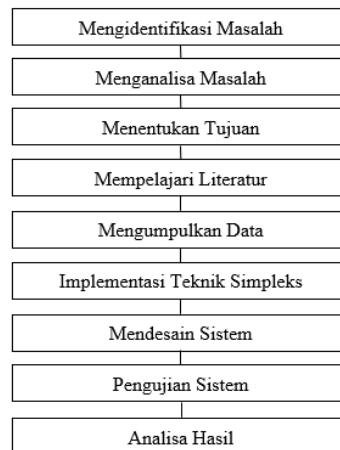 Mengidentifikasi Masalah
Menganalisa Masalah
Menentukan Tujuan
Mempelajari Literatur
Mengumpulkan Data
Implementasi Teknik Simpleks
Mendesain Sistem
Pengujian Sistem
Analisa Hasil